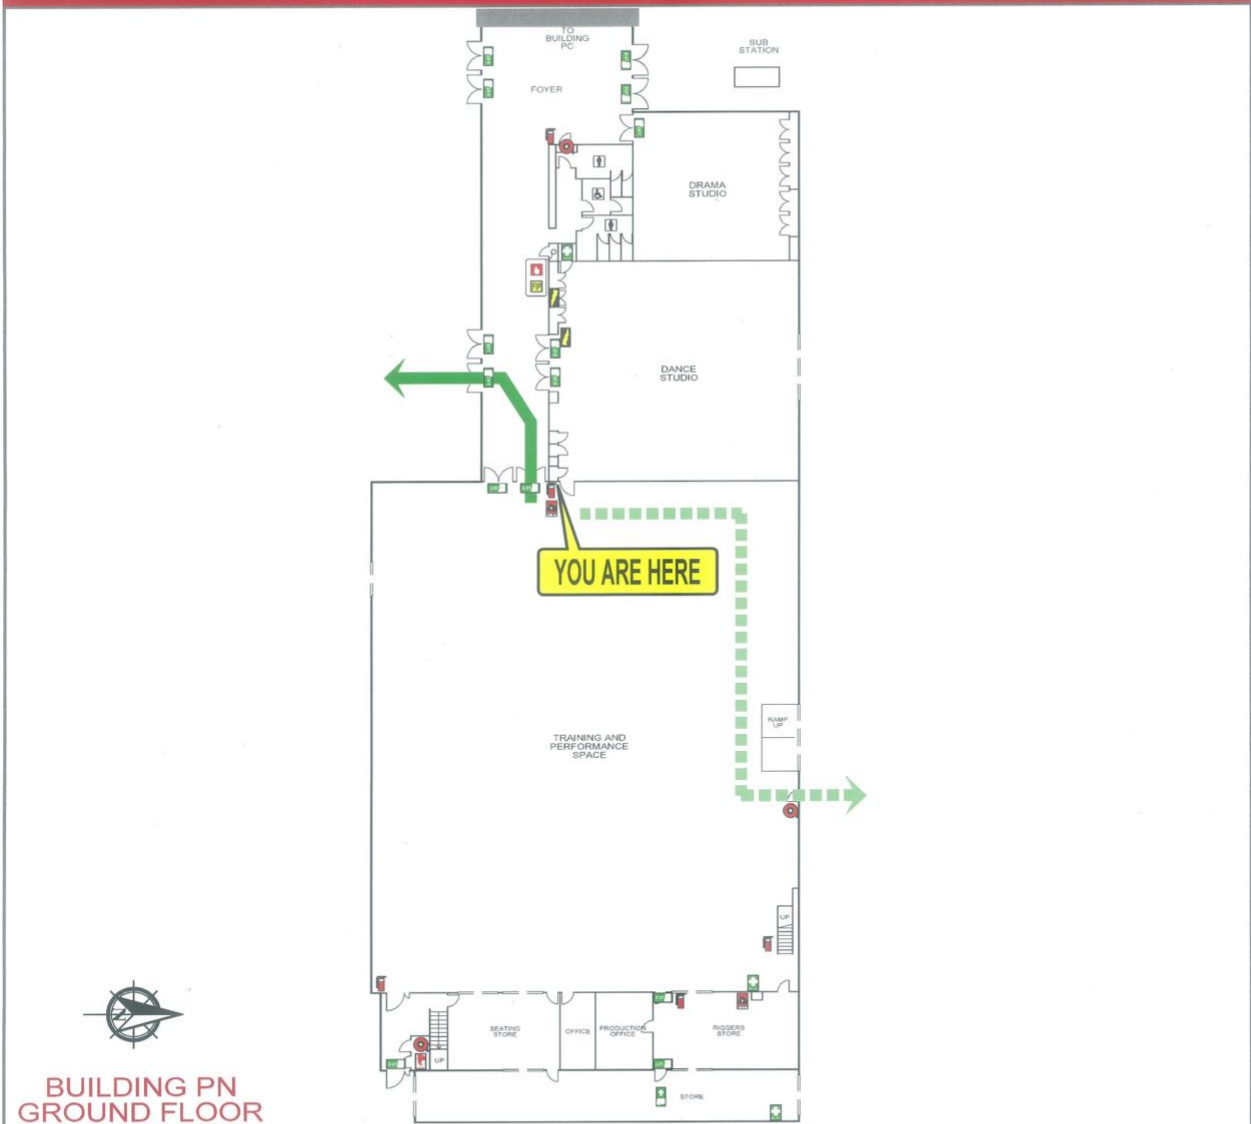 TO
BUILDING
PC
SUB
STATION
FOYER
DRAMA
STUDIO
DANCE
STUDIO
YOU ARE HERE
RAMP
UP
TRAINING AND
PERFORMANCE
SPACE
UP
SEATING
STORE
OFFICE
PRODUCTION
OFFICE
RIGGERS
STORE
UP
STORE
N
BUILDING PN
GROUND FLOOR